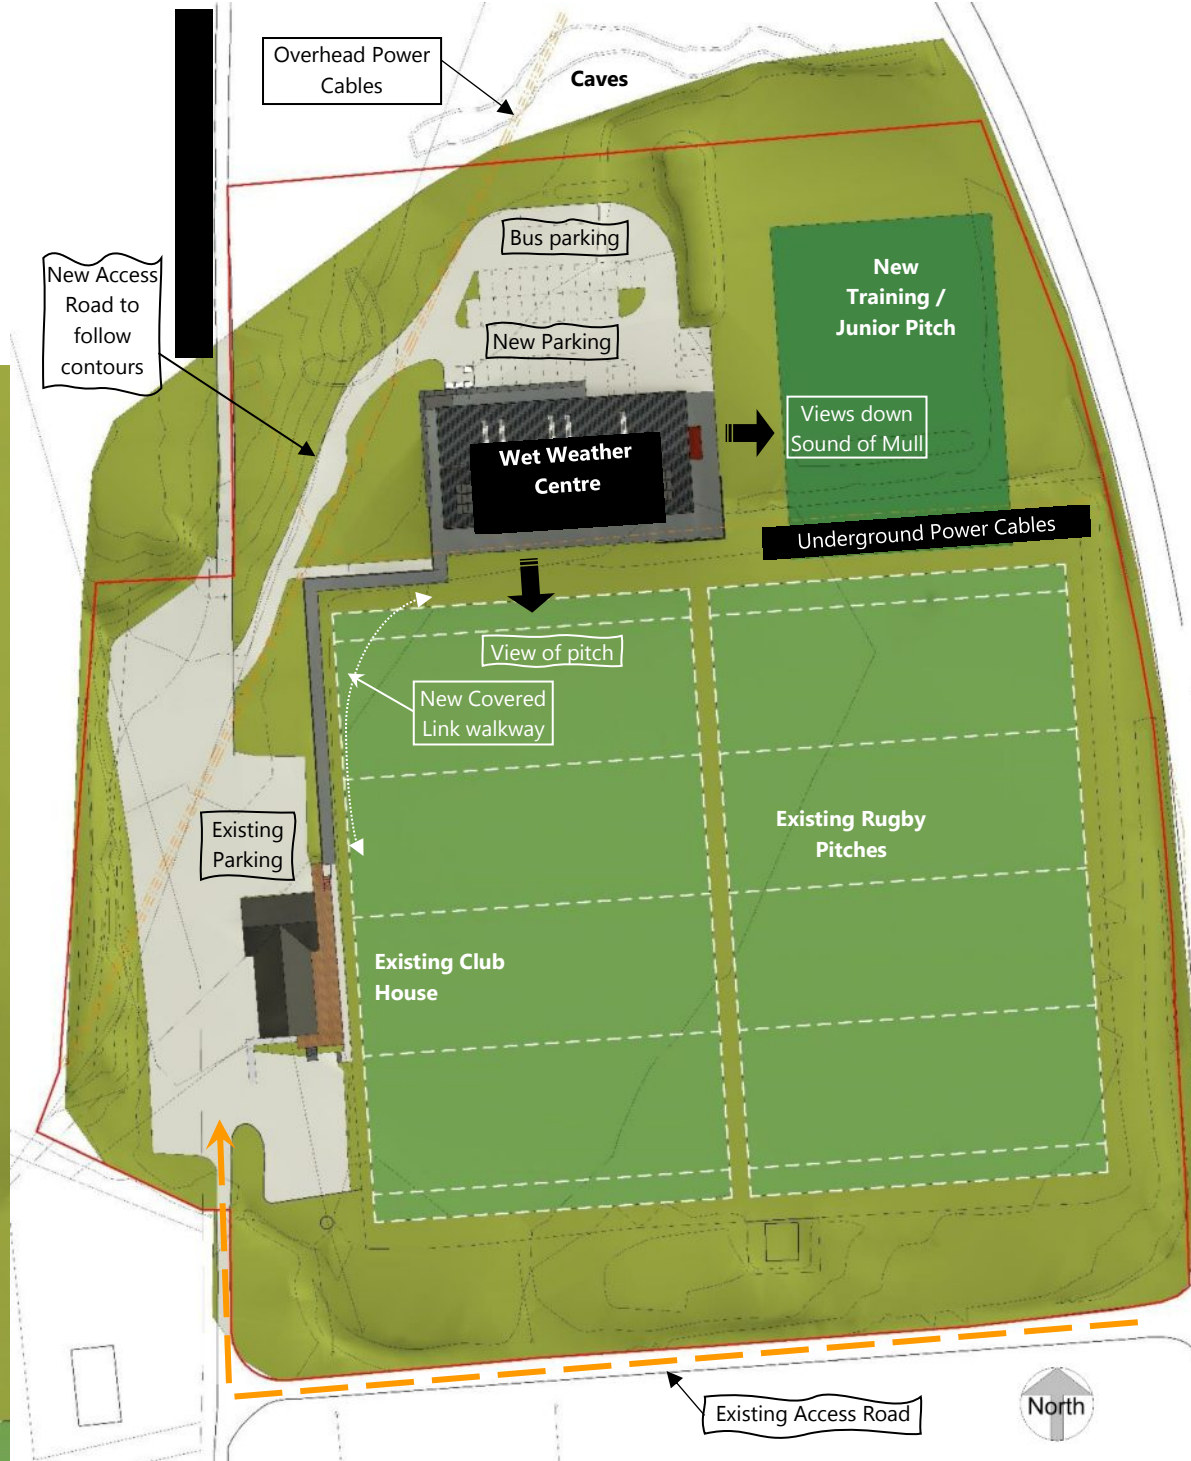 Overhead Power
Cables
Caves
Bus parking
New Access
Road to
follow
contours
New
Training /
Junior Pitch
New Parking
Views down
Sound of Mull
Wet Weather
Centre
Underground Power Cables
View of pitch
New Covered
Link walkway
Existing
Parking
Existing Rugby
Pitches
Existing Club
House
Existing Access Road
North